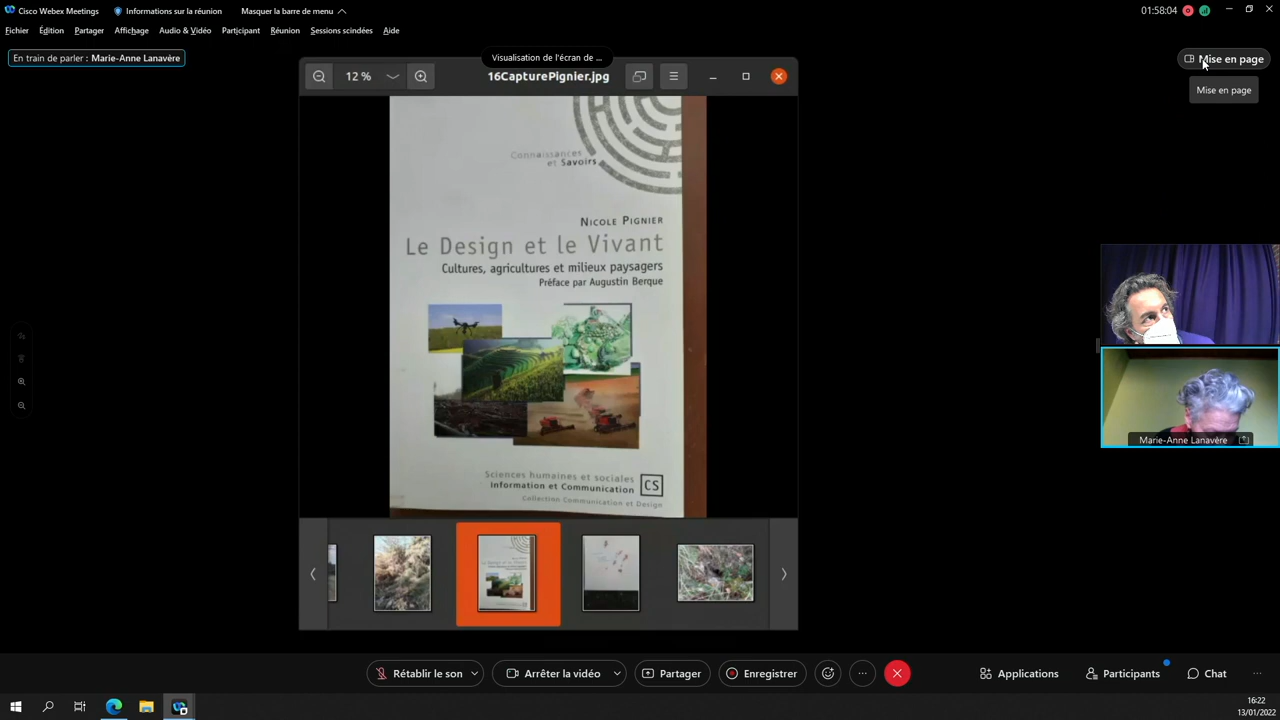 Cisco Webex Meetings
Informations sur la réunion
Masquer la barre de menu
01:58:04
Fichier
Édition
Partager
Affichage
Audio & Vidéo
Participant
Réunion
Sessions scindées
Aide
En train de parler : Marie-Anne Lanavère
Visualisation de l'écran de ...
Mise en page
Mise en page
12 %
16CapturePignier.jpg
Connaissances
et Savoirs
Nicole Pignier
Le Design et le Vivant
Cultures, agricultures et milieux paysagers
Préface par Augustin Berque
Sciences humaines et sociales
Information et Communication
CS
Collection Communication et Design
Marie-Anne Lanavère
Rétablir le son
Arrêter la vidéo
Partager
Enregistrer
Applications
Participants
Chat
16:22
13/01/2022